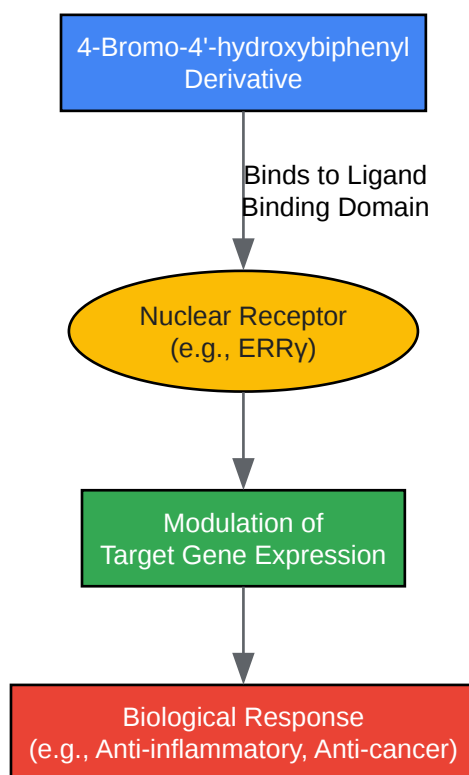 4-Bromo-4'-hydroxybiphenyl
Derivative
Binds to Ligand
Binding Domain
Nuclear Receptor
(e.g., ERRγ)
Modulation of
Target Gene Expression
Biological Response
(e.g., Anti-inflammatory, Anti-cancer)